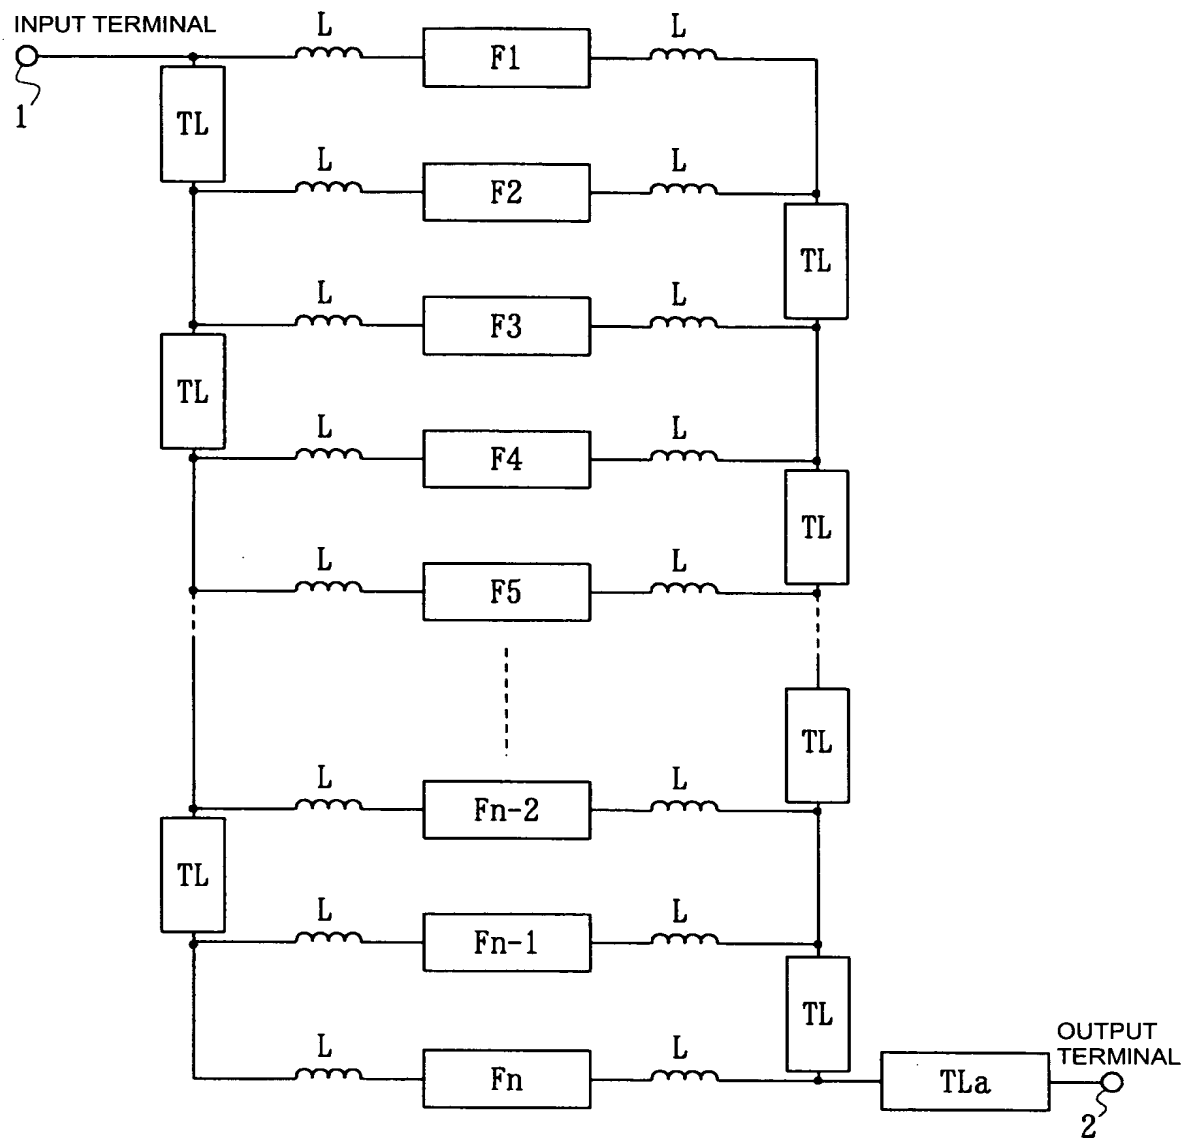 INPUT TERMINAL
1
L F1 L
TL
L F2 L
TL
L F3 L
TL
L F4 L
TL
L F5 L
TL
L Fn-2 L
TL
L Fn-1 L
TL
L Fn L
TLa
OUTPUT
TERMINAL
2